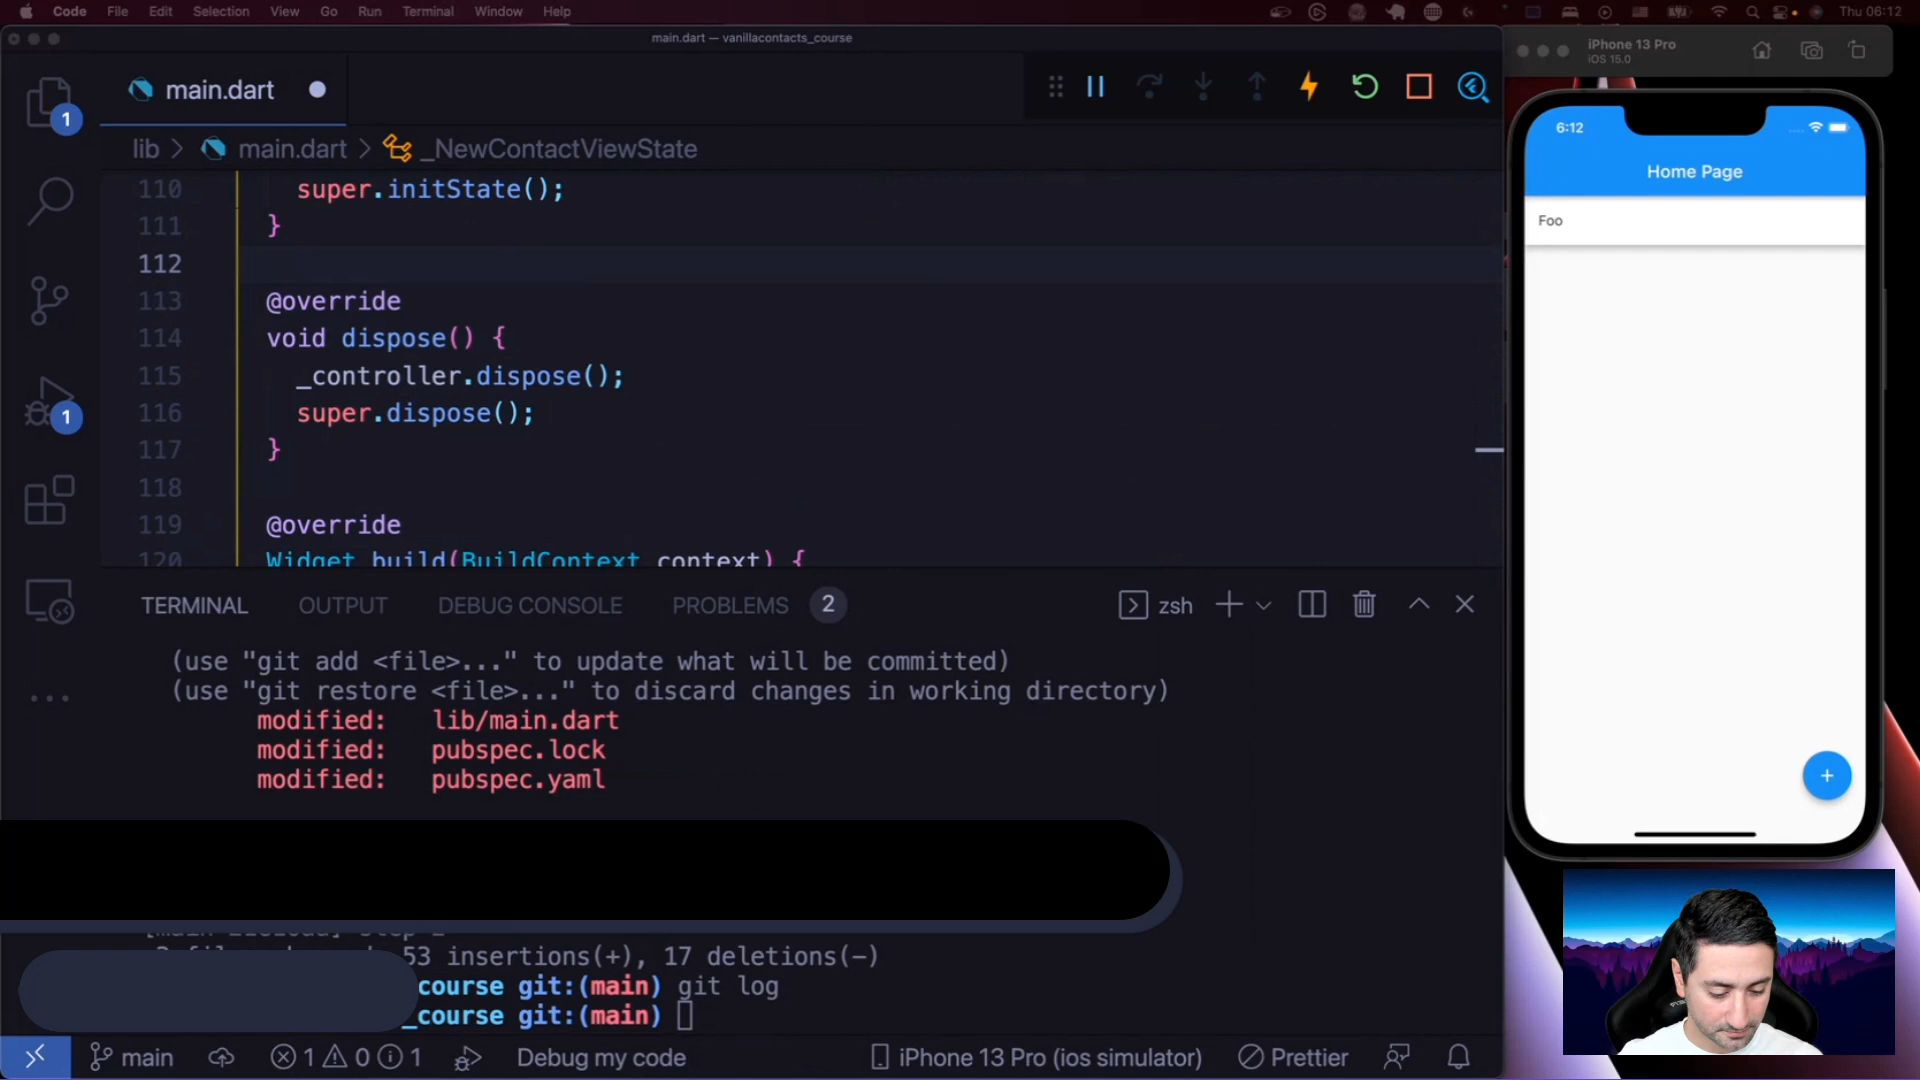 Code File Edit Selection View Go Run Terminal Window Help
Thu 06:12
main.dart — vanillacontacts_course
iPhone 13 Pro
iOS 15.0
main.dart
1
lib > main.dart > _NewContactViewState
110 super.initState();
111 }
112
113 @override
114 void dispose() {
115 _controller.dispose();
116 super.dispose();
117 }
118
119 @override
120 Widget build(BuildContext context) {
1
TERMINAL OUTPUT DEBUG CONSOLE PROBLEMS 2
zsh
(use "git add <file>..." to update what will be committed)
(use "git restore <file>..." to discard changes in working directory)
modified: lib/main.dart
modified: pubspec.lock
modified: pubspec.yaml
53 insertions(+), 17 deletions(-)
course git:(main) git log
_course git:(main)
main 1 0 1 Debug my code iPhone 13 Pro (ios simulator) Prettier
6:12
Home Page
Foo
+